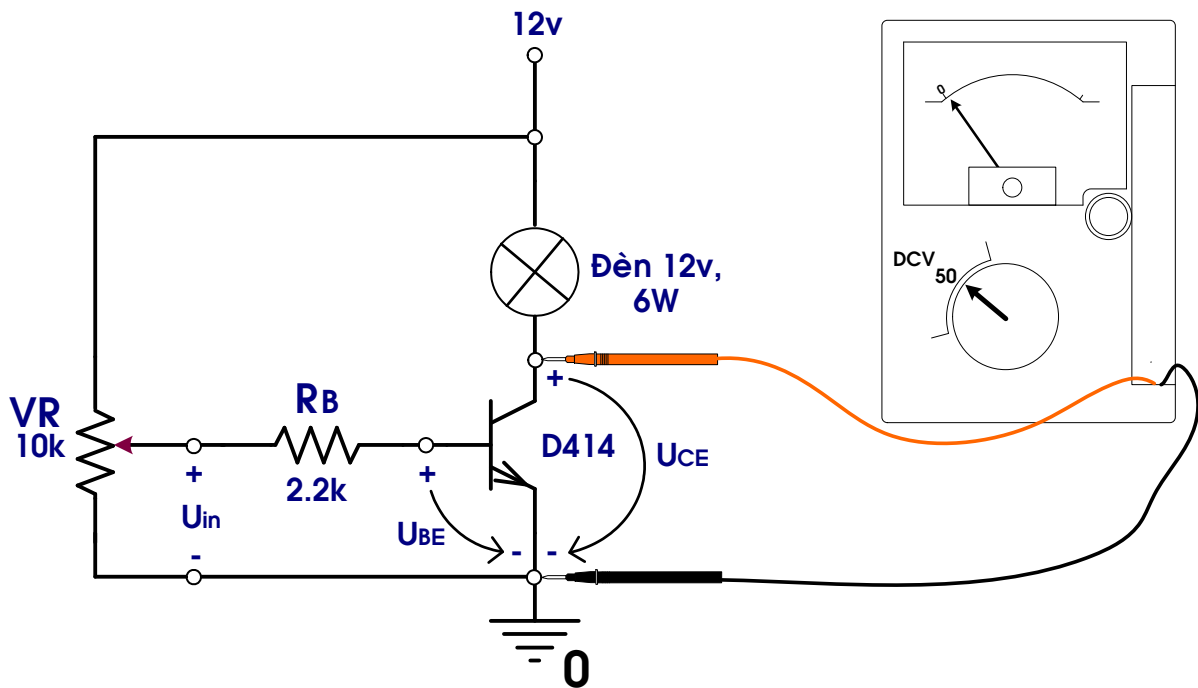 12v
0
Đèn 12v,
6W
DCV
50
VR
10k
RB
2.2k
+
D414
UCE
+
Uin
-
+
UBE
-
-
0